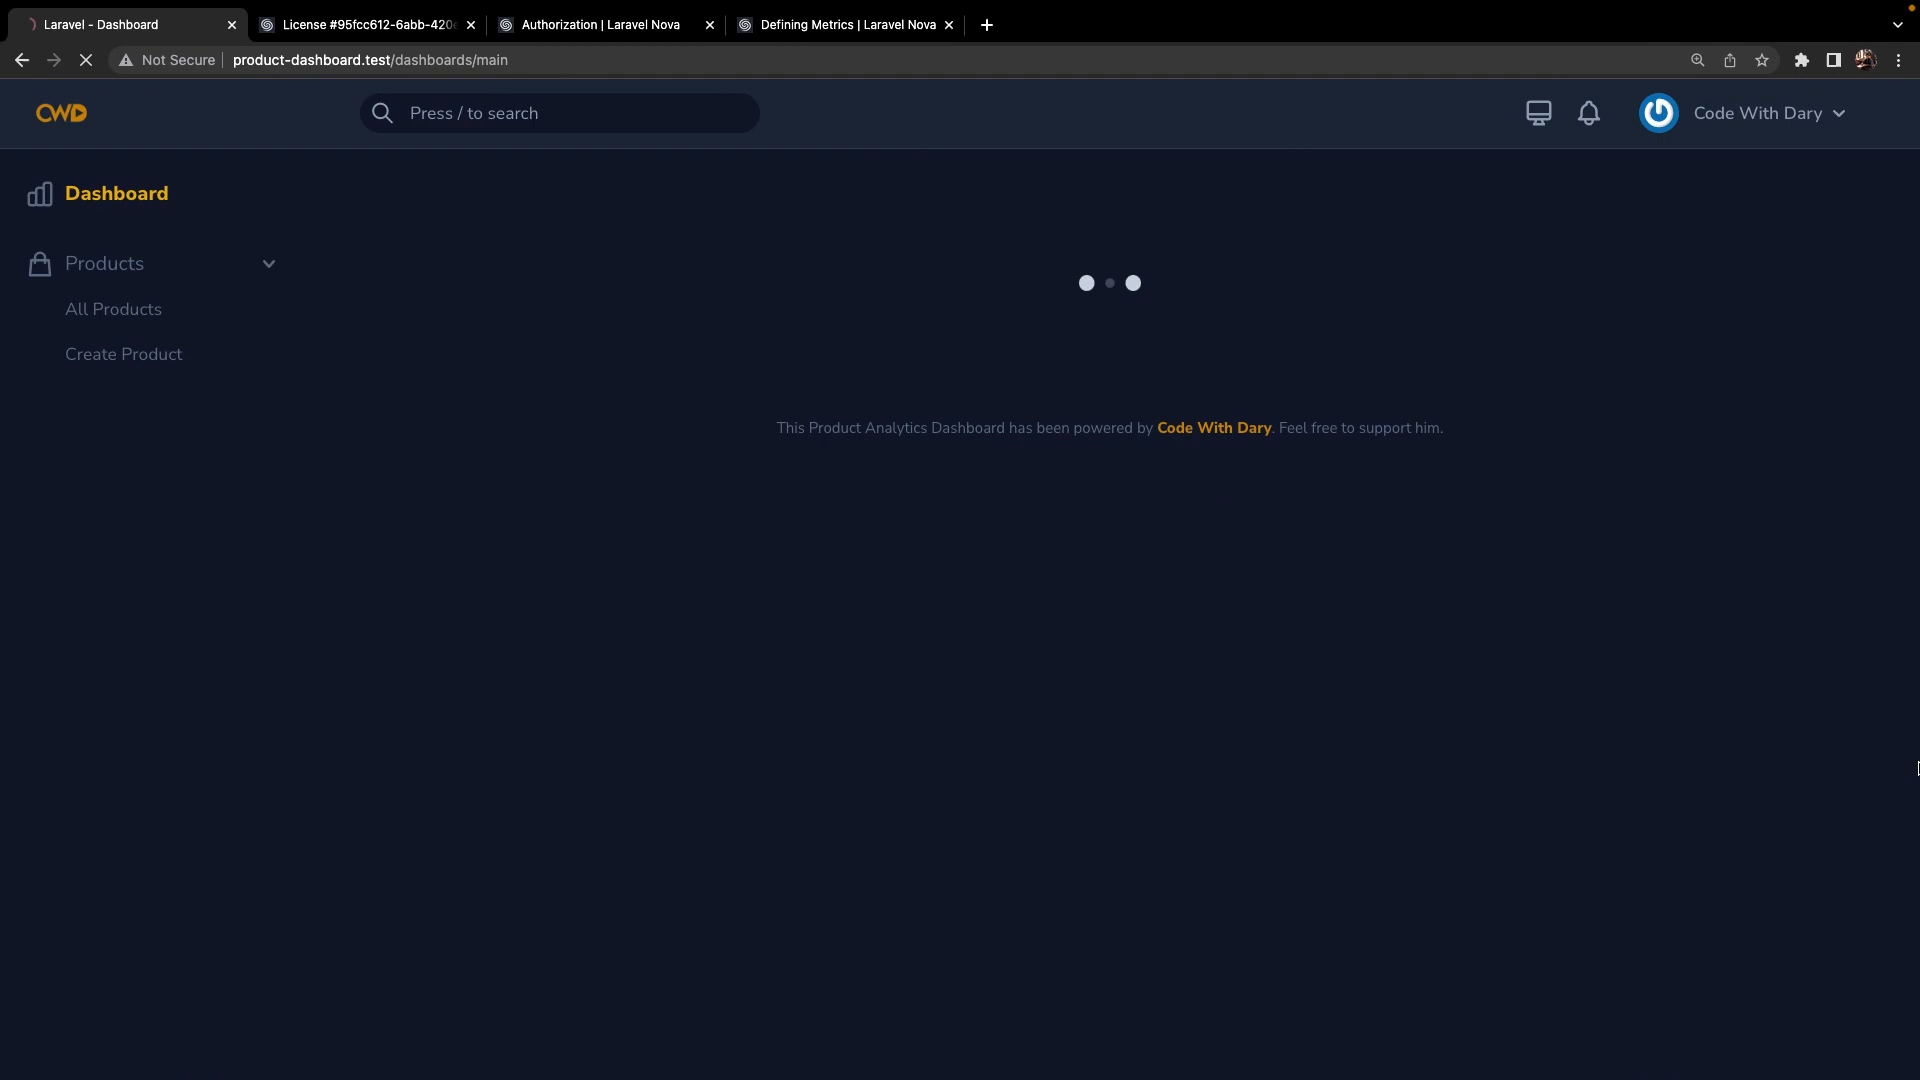 Laravel - Dashboard
License #95fcc612-6abb-420
Authorization | Laravel Nova
Defining Metrics | Laravel Nova
Not Secure
product-dashboard.test/dashboards/main
CWD
Press / to search
Code With Dary
Dashboard
Products
All Products
Create Product
This Product Analytics Dashboard has been powered by Code With Dary. Feel free to support him.